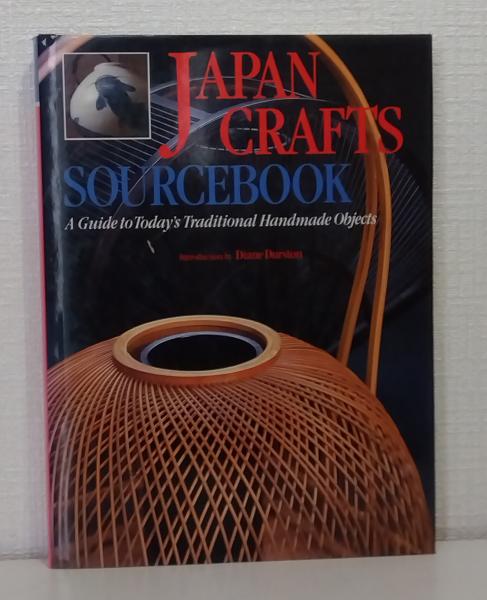 JAPAN
CRAFTS
SOURCEBOOK
A Guide to Today's Traditional Handmade Objects
Introduction by Diane Durston